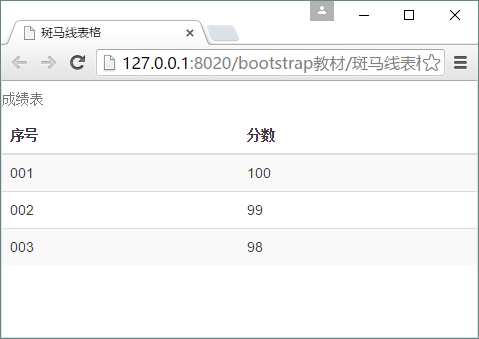 斑马线表格
127.0.0.1:8020/bootstrap教材/斑马线表
成绩表
序号 分数
001 100
002 99
003 98